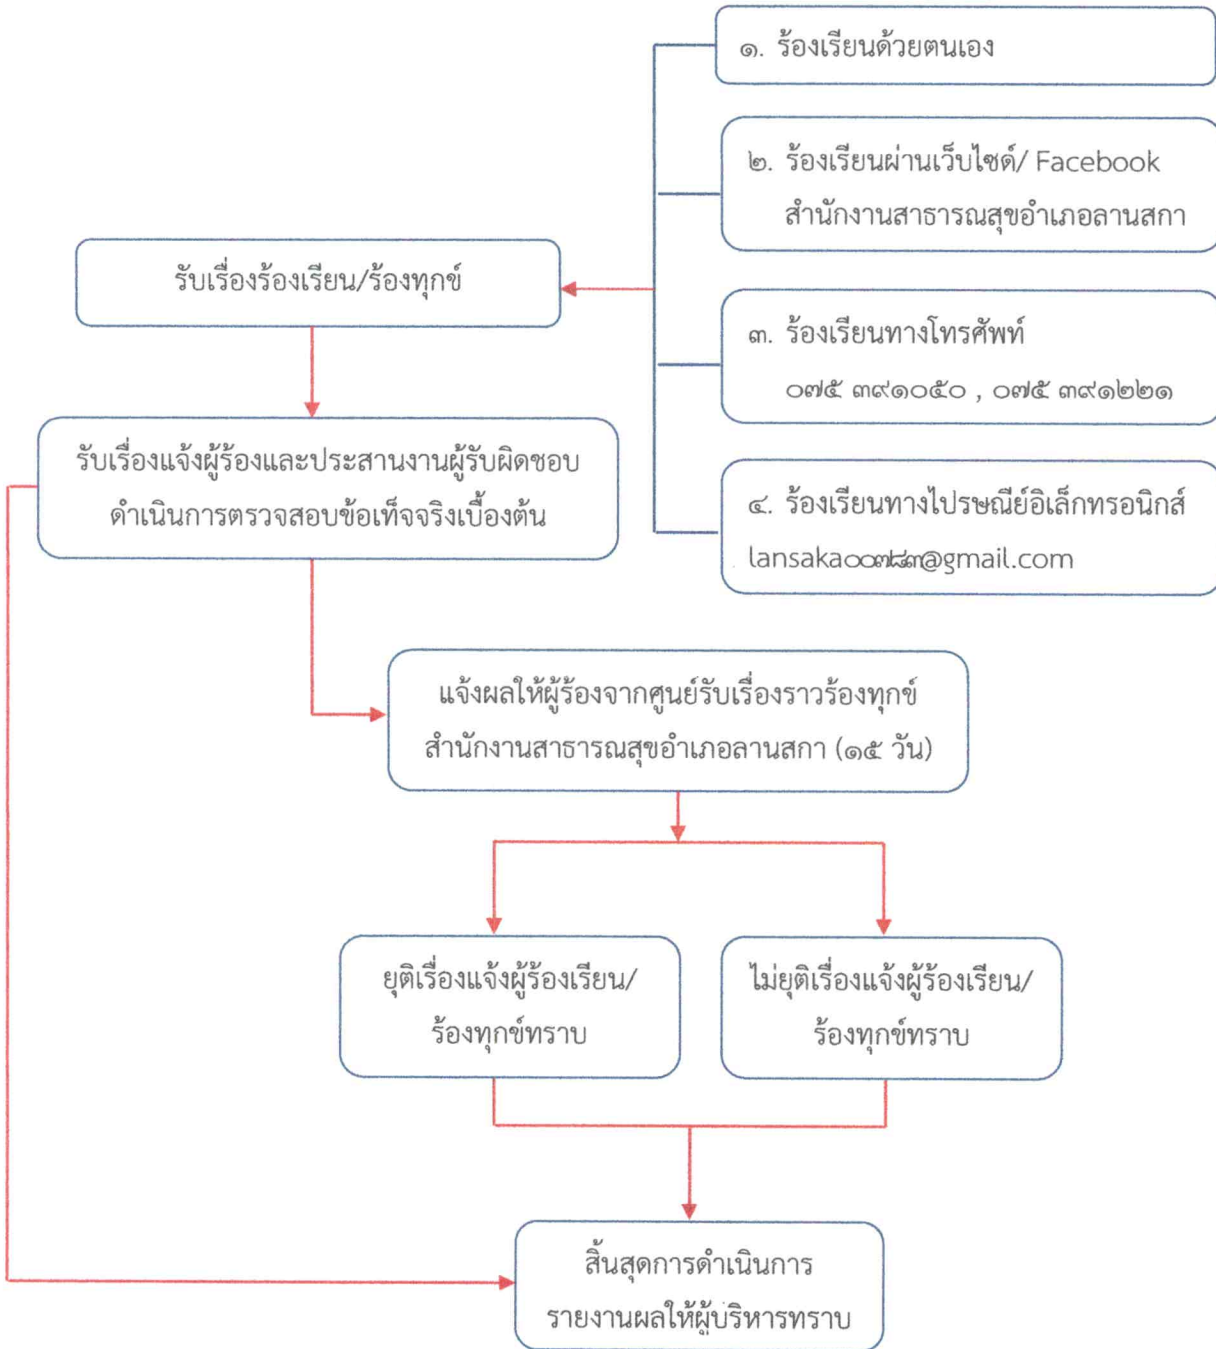 ๑. ร้องเรียนด้วยตนเอง
๒. ร้องเรียนผ่านเว็บไซด์/ Facebook
สำนักงานสาธารณสุขอำเภอลานสกา
รับเรื่องร้องเรียน/ร้องทุกข์
๓. ร้องเรียนทางโทรศัพท์
๐๗๕ ๓๙๑๐๕๐ , ๐๗๕ ๓๙๑๒๒๑
รับเรื่องแจ้งผู้ร้องและประสานงานผู้รับผิดชอบ
ดำเนินการตรวจสอบข้อเท็จจริงเบื้องต้น
๔. ร้องเรียนทางไปรษณีย์อิเล็กทรอนิกส์
lansaka๐๐๗๘๓@gmail.com
แจ้งผลให้ผู้ร้องจากศูนย์รับเรื่องราวร้องทุกข์
สำนักงานสาธารณสุขอำเภอลานสกา (๑๕ วัน)
ยุติเรื่องแจ้งผู้ร้องเรียน/
ร้องทุกข์ทราบ
ไม่ยุติเรื่องแจ้งผู้ร้องเรียน/
ร้องทุกข์ทราบ
สิ้นสุดการดำเนินการ
รายงานผลให้ผู้บริหารทราบ